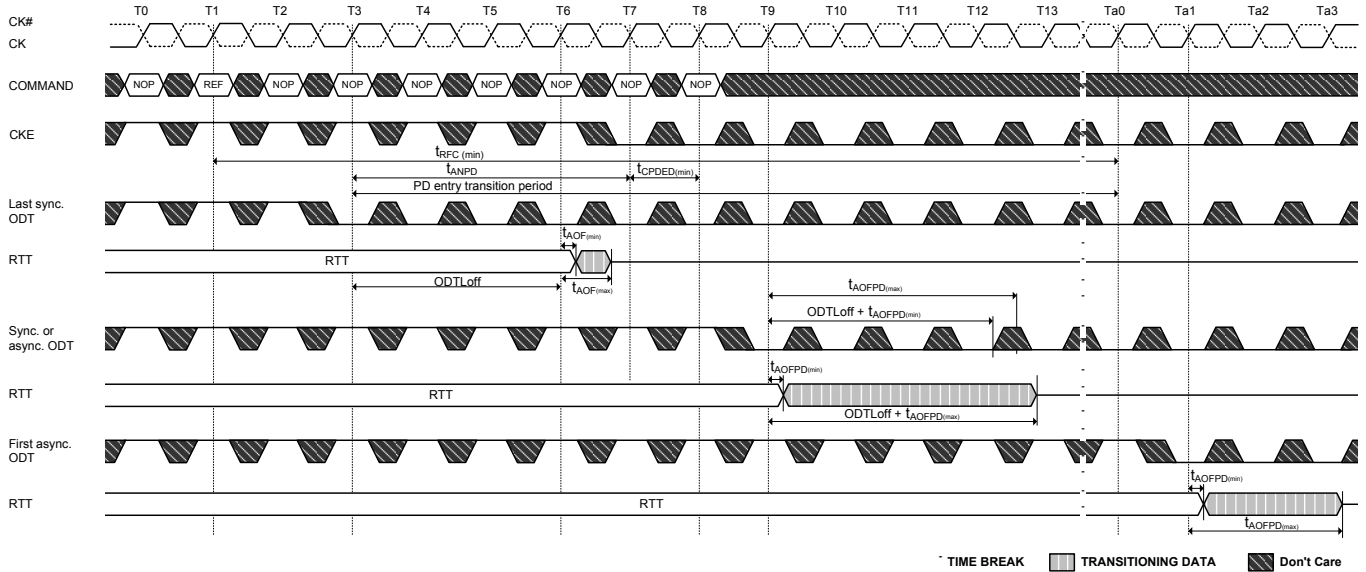 T0 T1 T2 T3 T4 T5 T6 T7 T8 T9 T10 T11 T12 T13 Ta0 Ta1 Ta2 Ta3
CK#
CK
COMMAND NOP REF NOP NOP NOP NOP NOP NOP NOP
CKE
tRFC (min)
tANPD tCPDED(min)
PD entry transition period
Last sync.
ODT
tAOF(min)
RTT RTT
ODTLoff tAOF(max)
tAOFPD(max)
ODTLoff + tAOFPD(min)
Sync. or
async. ODT
tAOFPD(min)
RTT RTT
ODTLoff + tAOFPD(max)
First async.
ODT
tAOFPD(min)
RTT RTT
tAOFPD(max)
TIME BREAK TRANSITIONING DATA Don't Care